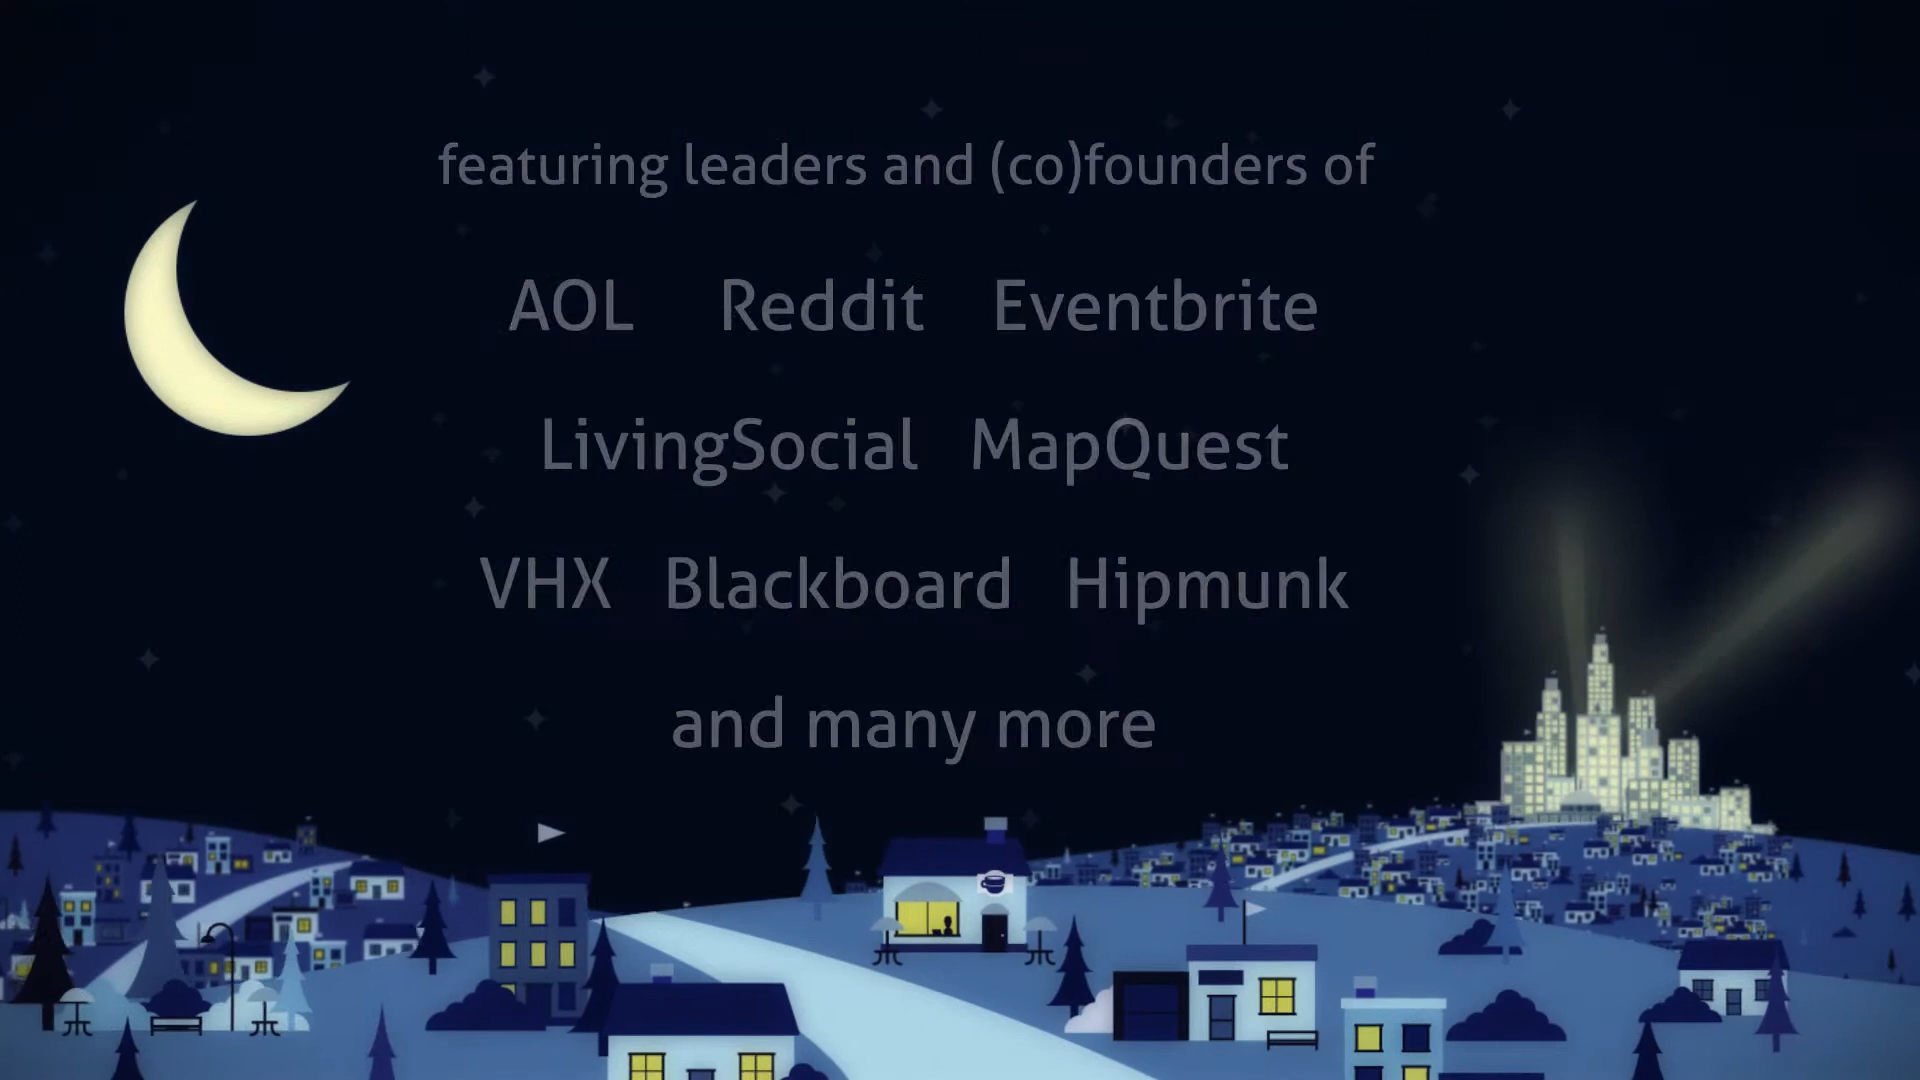 featuring leaders and (co)founders of
AOL Reddit Eventbrite
LivingSocial MapQuest
VHX Blackboard Hipmunk
and many more